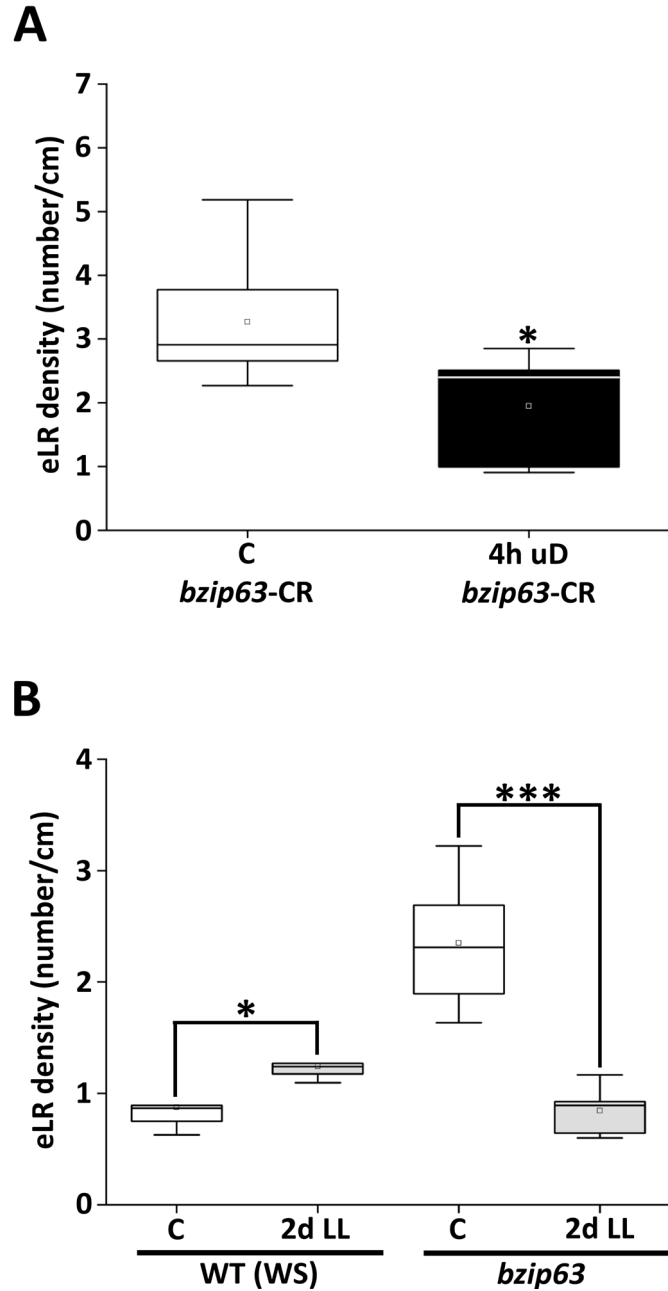 A
eLR density (number/cm)
7
6
5
4
3
2
1
0
*
C
4h uD
bzip63-CR
bzip63-CR
B
eLR density (number/cm)
4
3
2
1
0
*
***
C
2d LL
C
2d LL
WT (WS)
bzip63